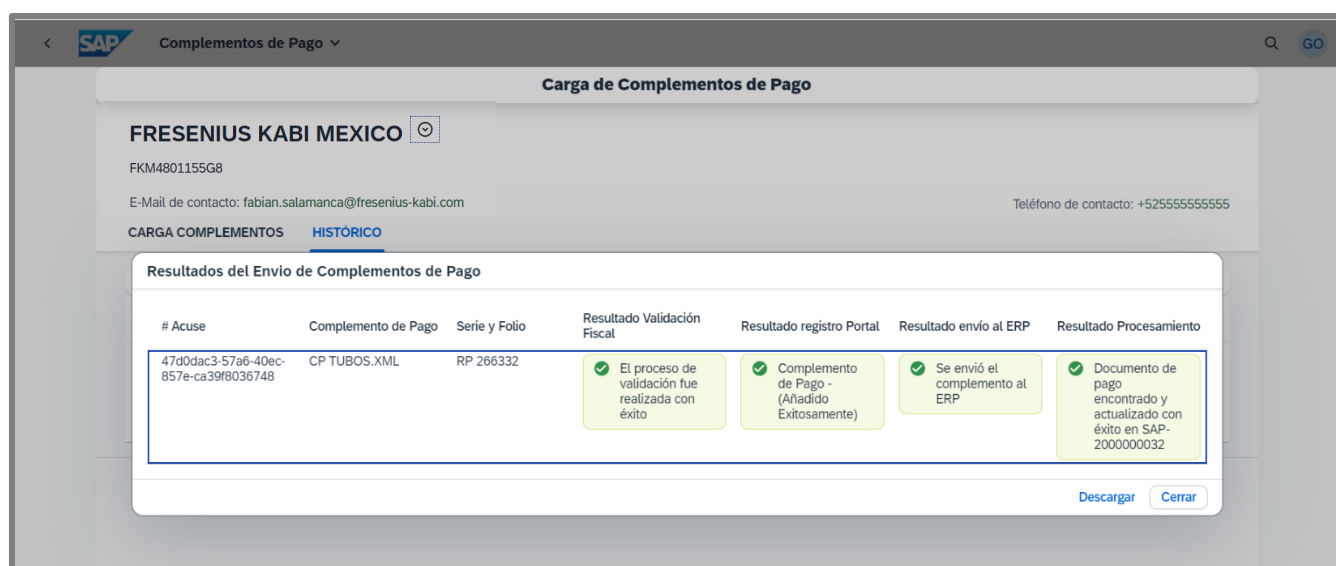 SAP Complementos de Pago GO
Carga de Complementos de Pago
FRESENIUS KABI MEXICO
FKM4801155G8
E-Mail de contacto: fabian.salamanca@fresenius-kabi.com Teléfono de contacto: +525555555555
CARGA COMPLEMENTOS HISTÓRICO
Resultados del Envio de Complementos de Pago
# Acuse Complemento de Pago Serie y Folio Resultado Validación Fiscal Resultado registro Portal Resultado envío al ERP Resultado Procesamiento
47d0dac3-57a6-40ec-
857e-ca39f8036748
CP TUBOS.XML
RP 266332
El proceso de
validación fue
realizada con
éxito
Complemento
de Pago -
(Añadido
Exitosamente)
Se envió el
complemento al
ERP
Documento de
pago
encontrado y
actualizado con
éxito en SAP-
2000000032
Descargar Cerrar